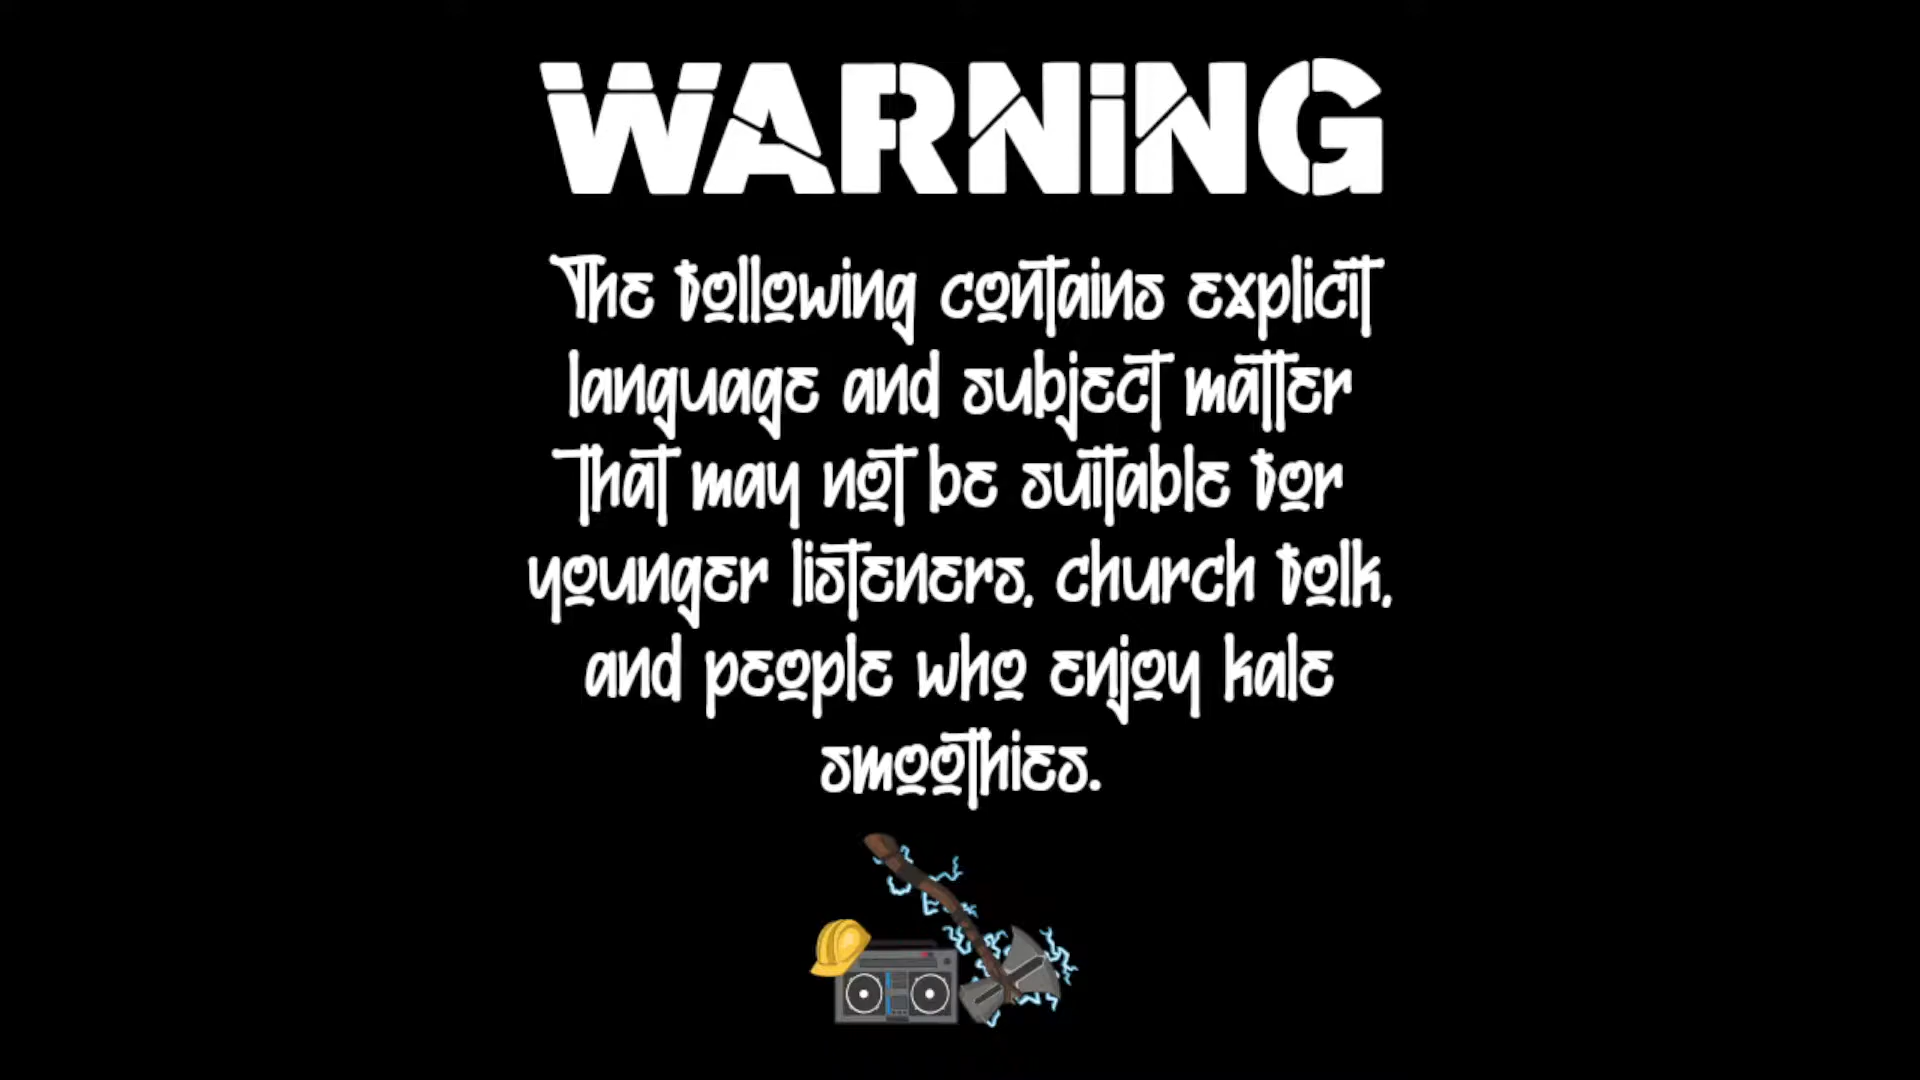 WARNiNG
The following contains explicit
language and subject matter
that may not be suitable for
younger listeners, church folk,
and people who enjoy kale
smoothies.